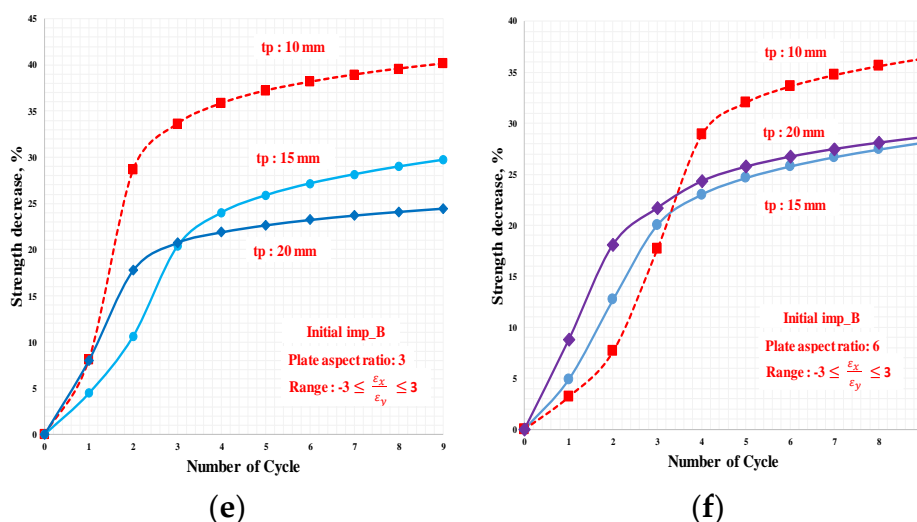 45
40
35
30
25
20
15
10
5
0
Strength decrease, %
tp : 10 mm
tp : 15 mm
tp : 20 mm
Initial imp_B
Plate aspect ratio: 3
Range : -3 ≤ εx/εy ≤ 3
0 1 2 3 4 5 6 7 8 9
Number of Cycle
(e)
40
35
30
25
20
15
10
5
0
Strength decrease, %
tp : 10 mm
tp : 20 mm
tp : 15 mm
Initial imp_B
Plate aspect ratio: 6
Range : -3 ≤ εx/εy ≤ 3
0 1 2 3 4 5 6 7 8
Number of Cycle
(f)